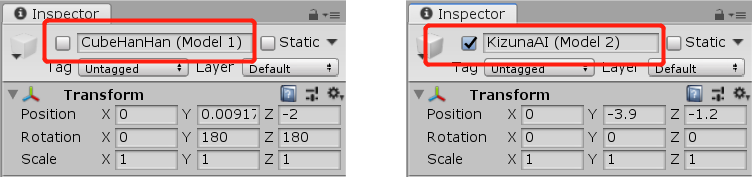 Inspector
CubeHanHan (Model 1) Static
Tag Untagged Layer Default
Transform
Position X 0 Y 0.00917 Z -2
Rotation X 0 Y 180 Z 180
Scale X 1 Y 1 Z 1
Inspector
KizunaAI (Model 2) Static
Tag Untagged Layer Default
Transform
Position X 0 Y -3.9 Z -1.2
Rotation X 0 Y 0 Z 0
Scale X 1 Y 1 Z 1